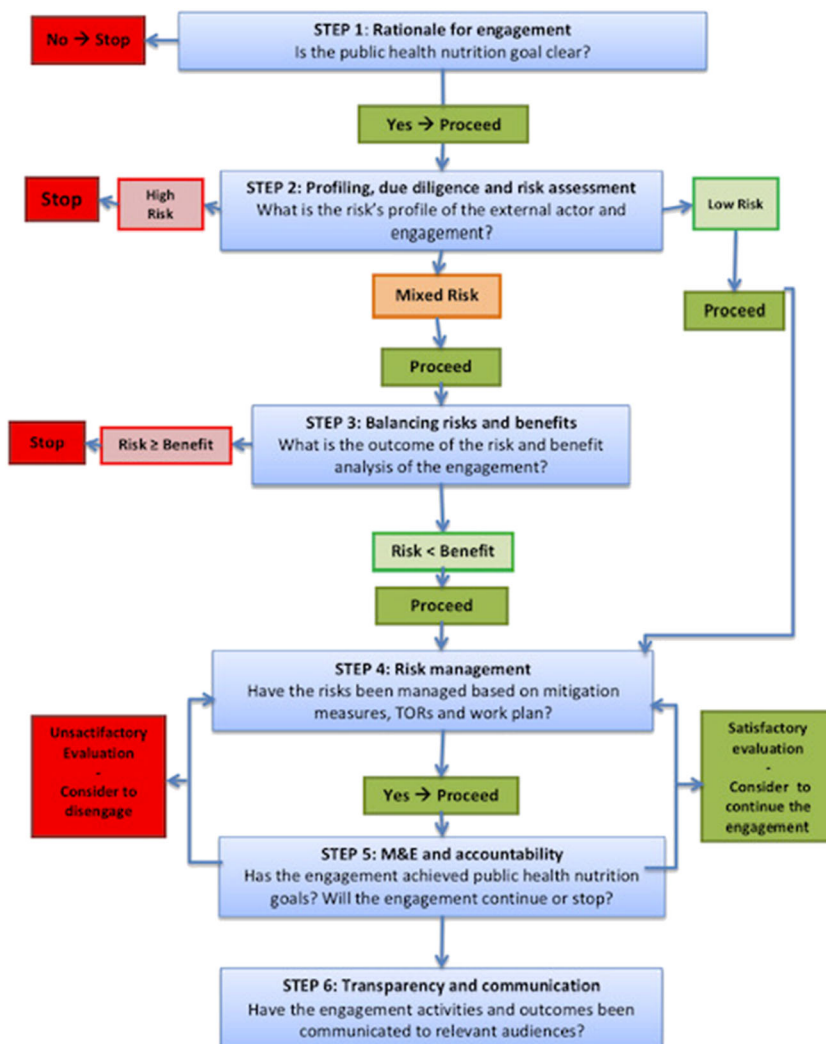 STEP 1: Rationale for engagement
Is the public health nutrition goal clear?
No → Stop
Yes → Proceed
STEP 2: Profiling, due diligence and risk assessment
What is the risk's profile of the external actor and
engagement?
High
Risk
Stop
Low Risk
Proceed
Mixed Risk
Proceed
STEP 3: Balancing risks and benefits
What is the outcome of the risk and benefit
analysis of the engagement?
Risk ≥ Benefit
Stop
Risk < Benefit
Proceed
STEP 4: Risk management
Have the risks been managed based on mitigation
measures, TORs and work plan?
Unsactifactory
Evaluation
-
Consider to
disengage
Satisfactory
evaluation
-
Consider to
continue the
engagement
Yes → Proceed
STEP 5: M&E and accountability
Has the engagement achieved public health nutrition
goals? Will the engagement continue or stop?
STEP 6: Transparency and communication
Have the engagement activities and outcomes been
communicated to relevant audiences?